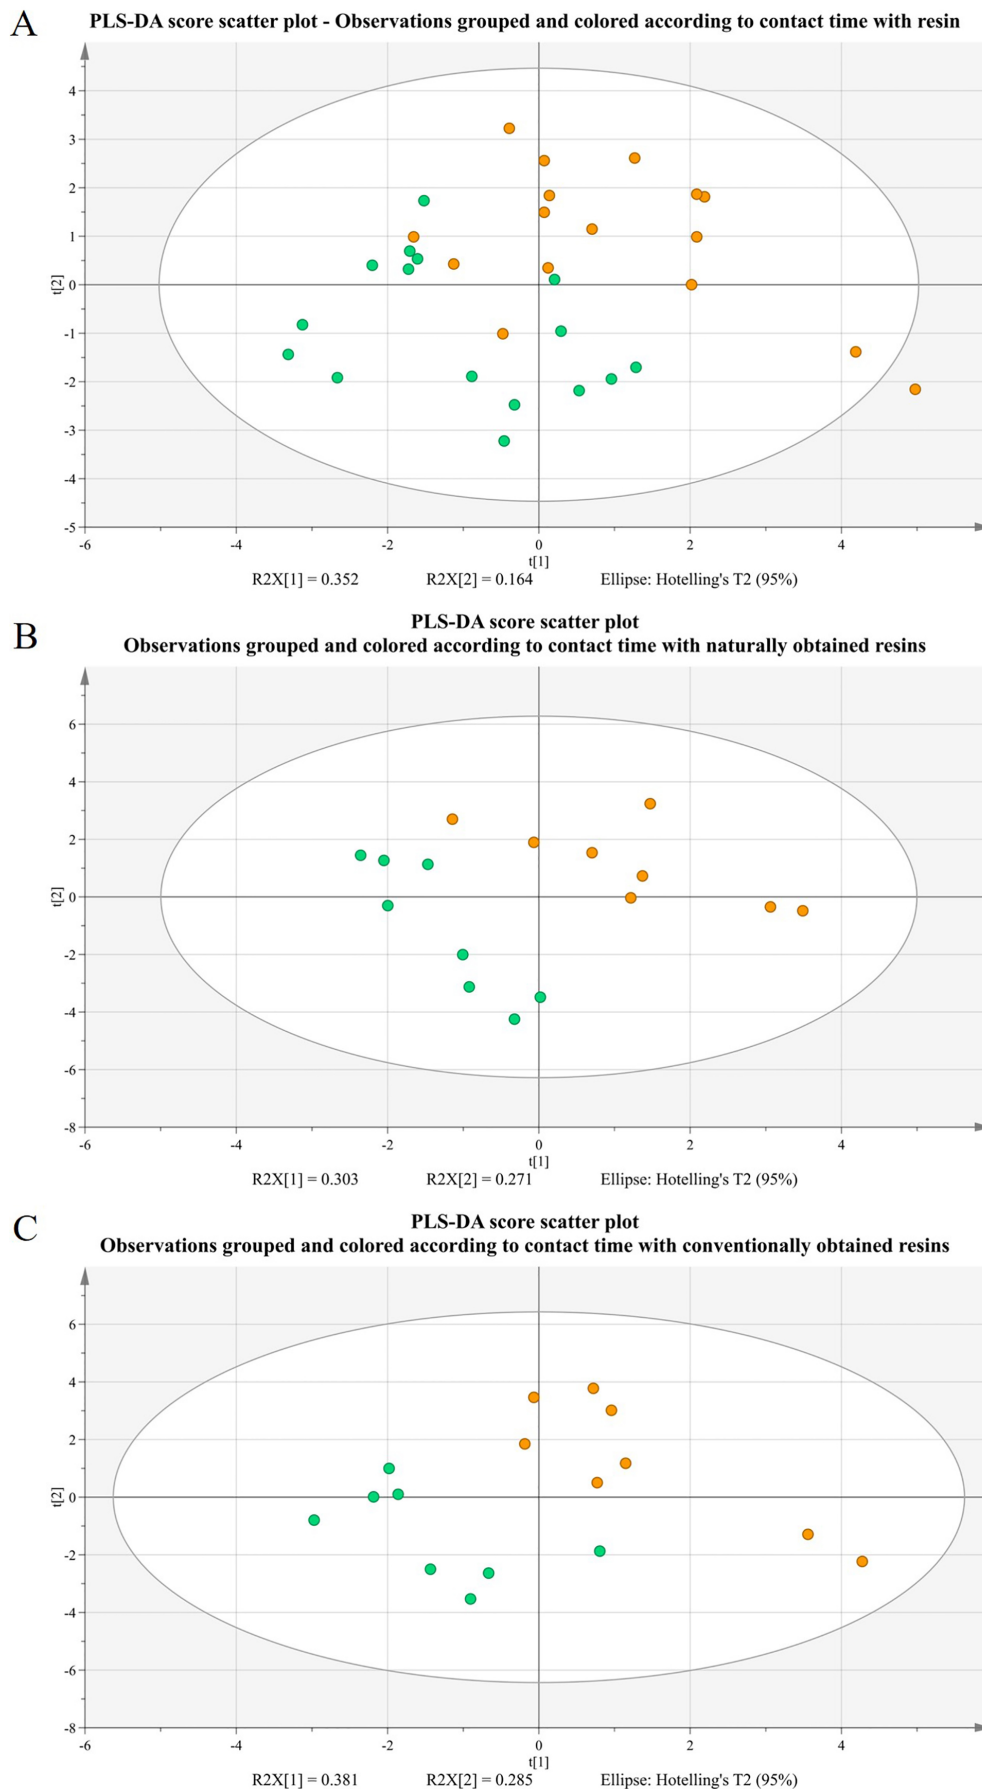 A
PLS-DA score scatter plot - Observations grouped and colored according to contact time with resin
4
3
2
1
0
-1
-2
-3
-4
-5
t[2]
-6 -4 -2 0 2 4
t[1]
R2X[1] = 0.352 R2X[2] = 0.164 Ellipse: Hotelling's T2 (95%)
B
PLS-DA score scatter plot
Observations grouped and colored according to contact time with naturally obtained resins
6
4
2
0
-2
-4
-6
-8
t[2]
-6 -4 -2 0 2 4
t[1]
R2X[1] = 0.303 R2X[2] = 0.271 Ellipse: Hotelling's T2 (95%)
C
PLS-DA score scatter plot
Observations grouped and colored according to contact time with conventionally obtained resins
6
4
2
0
-2
-4
-6
-8
t[2]
-6 -4 -2 0 2 4
t[1]
R2X[1] = 0.381 R2X[2] = 0.285 Ellipse: Hotelling's T2 (95%)